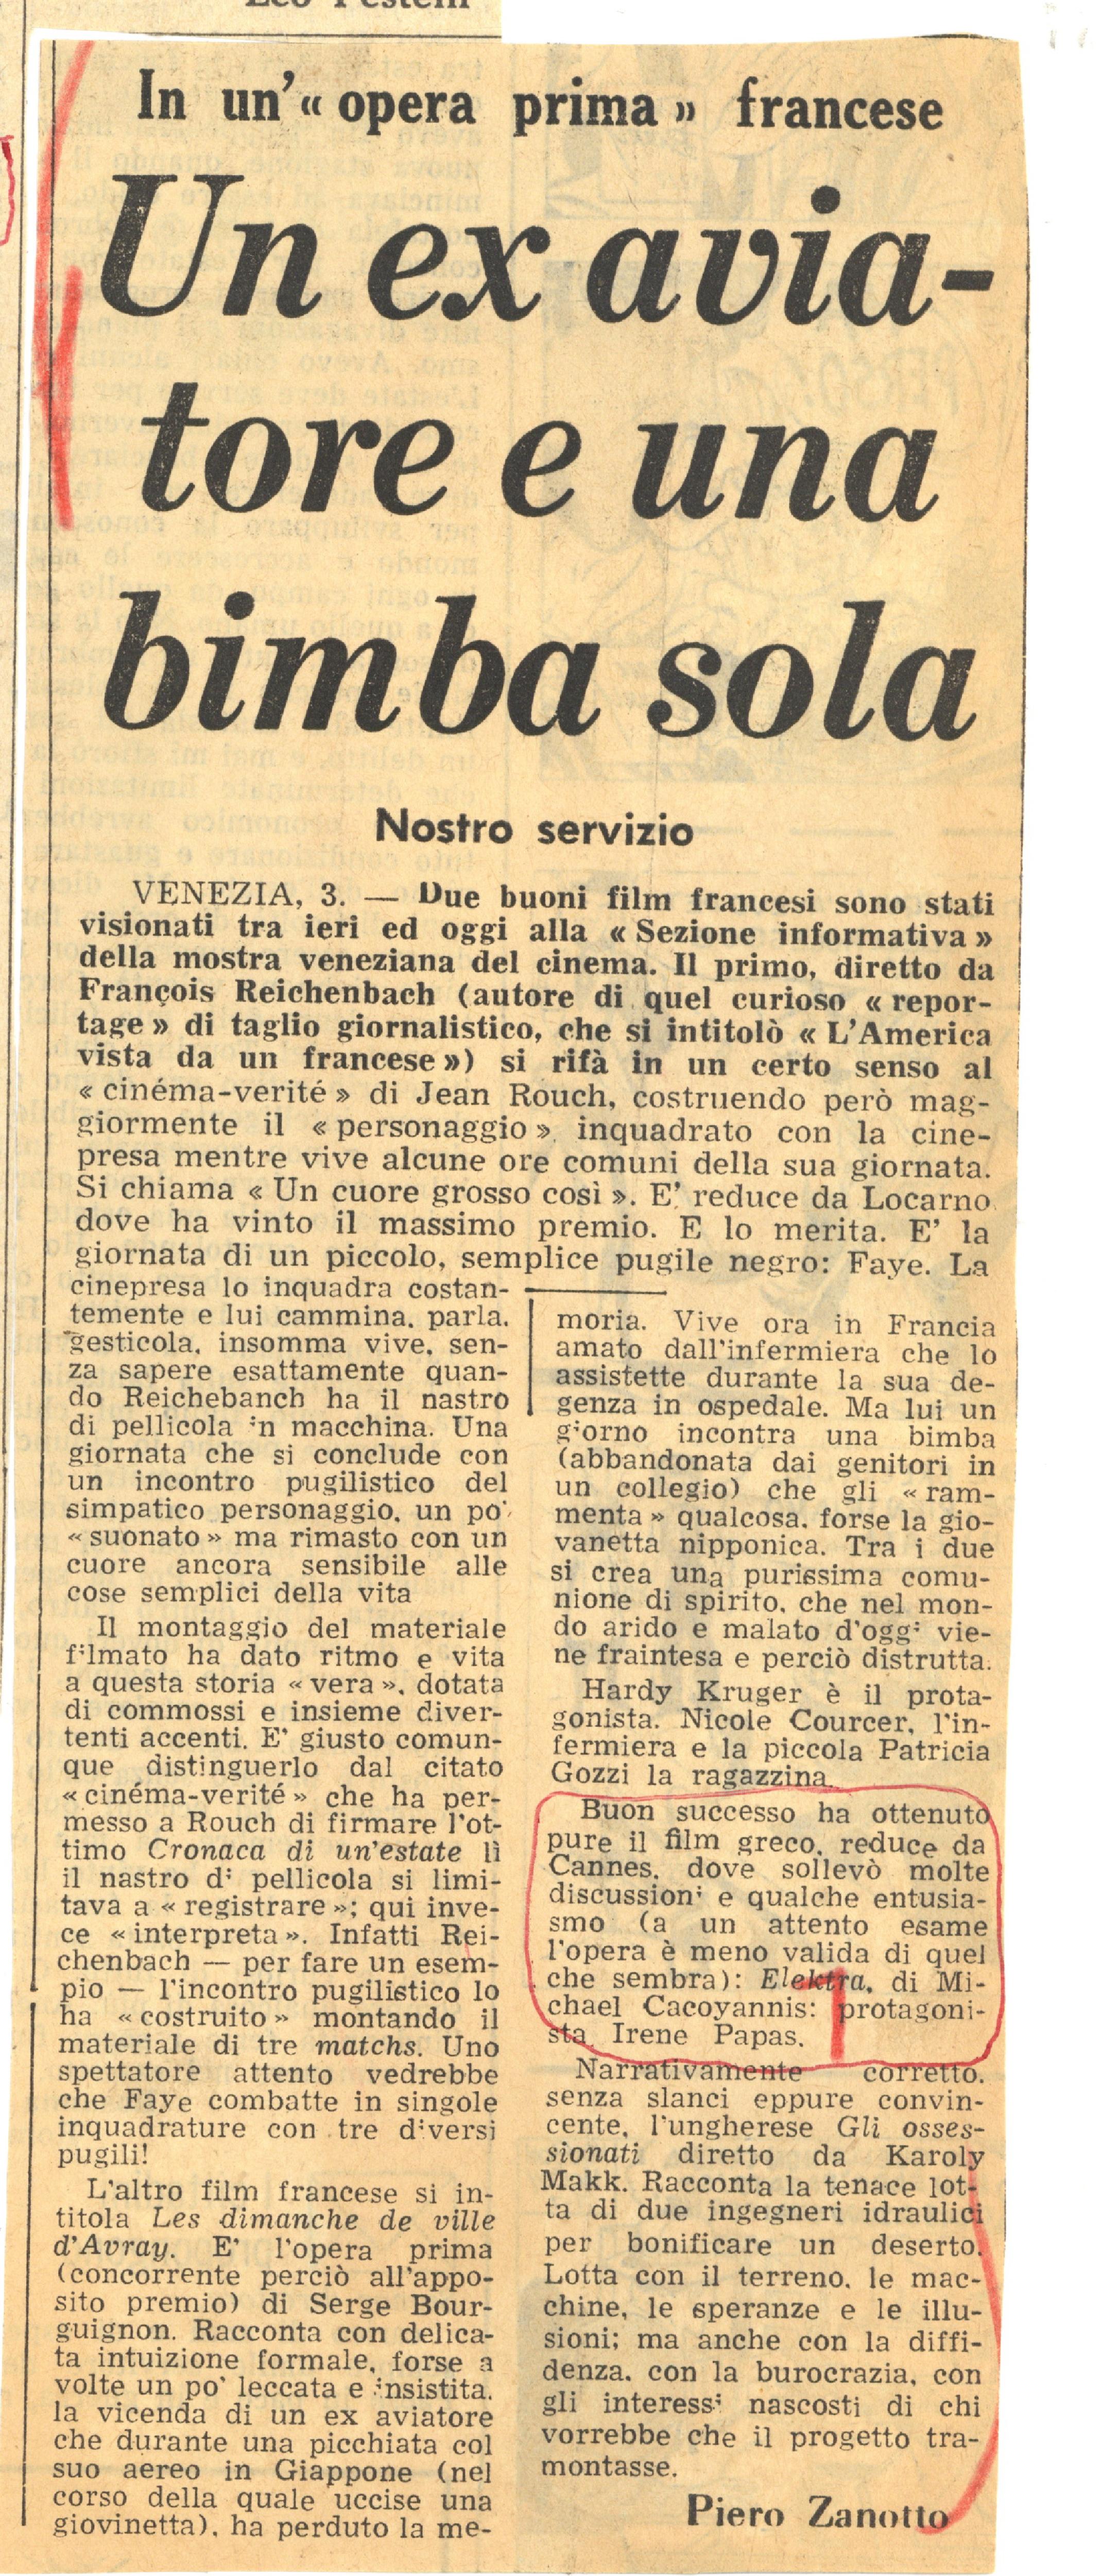 In un'« opera prima » francese
Un ex avia-
tore e una
bimba sola
Nostro servizio
VENEZIA, 3. — Due buoni film francesi sono stati
visionati tra ieri ed oggi alla « Sezione informativa »
della mostra veneziana del cinema. Il primo, diretto da
François Reichenbach (autore di quel curioso « repor-
tage » di taglio giornalistico, che si intitolò « L'America
vista da un francese ») si rifà in un certo senso al
« cinéma-verité » di Jean Rouch, costruendo però mag-
giormente il « personaggio », inquadrato con la cine-
presa mentre vive alcune ore comuni della sua giornata.
Si chiama « Un cuore grosso così ». E' reduce da Locarno
dove ha vinto il massimo premio. E lo merita. E' la
giornata di un piccolo, semplice pugile negro: Faye. La
cinepresa lo inquadra costan-
temente e lui cammina, parla,
gesticola, insomma vive, sen-
za sapere esattamente quan-
do Reichebanch ha il nastro
di pellicola in macchina. Una
giornata che si conclude con
un incontro pugilistico del
simpatico personaggio, un po'
« suonato » ma rimasto con un
cuore ancora sensibile alle
cose semplici della vita
Il montaggio del materiale
filmato ha dato ritmo e vita
a questa storia « vera », dotata
di commossi e insieme diver-
tenti accenti. E' giusto comun-
que distinguerlo dal citato
« cinéma-verité » che ha per-
messo a Rouch di firmare l'ot-
timo Cronaca di un'estate lì
il nastro di pellicola si limi-
tava a « registrare »; qui inve-
ce « interpreta ». Infatti Rei-
chenbach — per fare un esem-
pio — l'incontro pugilistico lo
ha « costruito » montando il
materiale di tre matchs. Uno
spettatore attento vedrebbe
che Faye combatte in singole
inquadrature con tre diversi
pugili!
L'altro film francese si in-
titola Les dimanche de ville
d'Avray. E' l'opera prima
(concorrente perciò all'appo-
sito premio) di Serge Bour-
guignon. Racconta con delica-
ta intuizione formale, forse a
volte un po' leccata e insistita,
la vicenda di un ex aviatore
che durante una picchiata col
suo aereo in Giappone (nel
corso della quale uccise una
giovinetta), ha perduto la me-
moria. Vive ora in Francia
amato dall'infermiera che lo
assistette durante la sua de-
genza in ospedale. Ma lui un
giorno incontra una bimba
(abbandonata dai genitori in
un collegio) che gli « ram-
menta » qualcosa, forse la gio-
vanetta nipponica. Tra i due
si crea una purissima comu-
nione di spirito, che nel mon-
do arido e malato d'oggi vie-
ne fraintesa e perciò distrutta.
Hardy Kruger è il prota-
gonista. Nicole Courcer, l'in-
fermiera e la piccola Patricia
Gozzi la ragazzina.
Buon successo ha ottenuto
pure il film greco, reduce da
Cannes, dove sollevò molte
discussioni e qualche entusia-
smo (a un attento esame
l'opera è meno valida di quel
che sembra): Elektra, di Mi-
chael Cacoyannis: protagoni-
sta, Irene Papas.
Narrativamente corretto,
senza slanci eppure convin-
cente, l'ungherese Gli osses-
sionati diretto da Karoly
Makk. Racconta la tenace lot-
ta di due ingegneri idraulici
per bonificare un deserto.
Lotta con il terreno, le mac-
chine, le speranze e le illu-
sioni; ma anche con la diffi-
denza, con la burocrazia, con
gli interessi nascosti di chi
vorrebbe che il progetto tra-
montasse.
Piero Zanotto